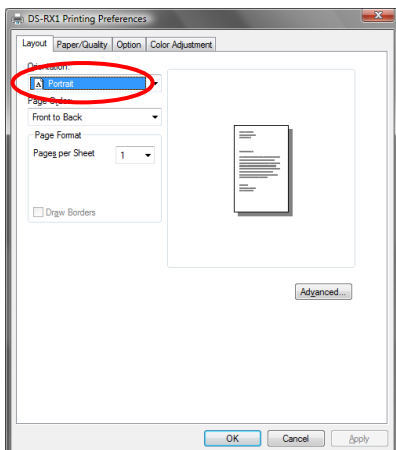 DS-RX1 Printing Preferences
Layout Paper/Quality Option Color Adjustment
Orientation:
Portrait
Page Order:
Front to Back
Page Format
Pages per Sheet 1
Draw Borders
Advanced...
OK Cancel Apply